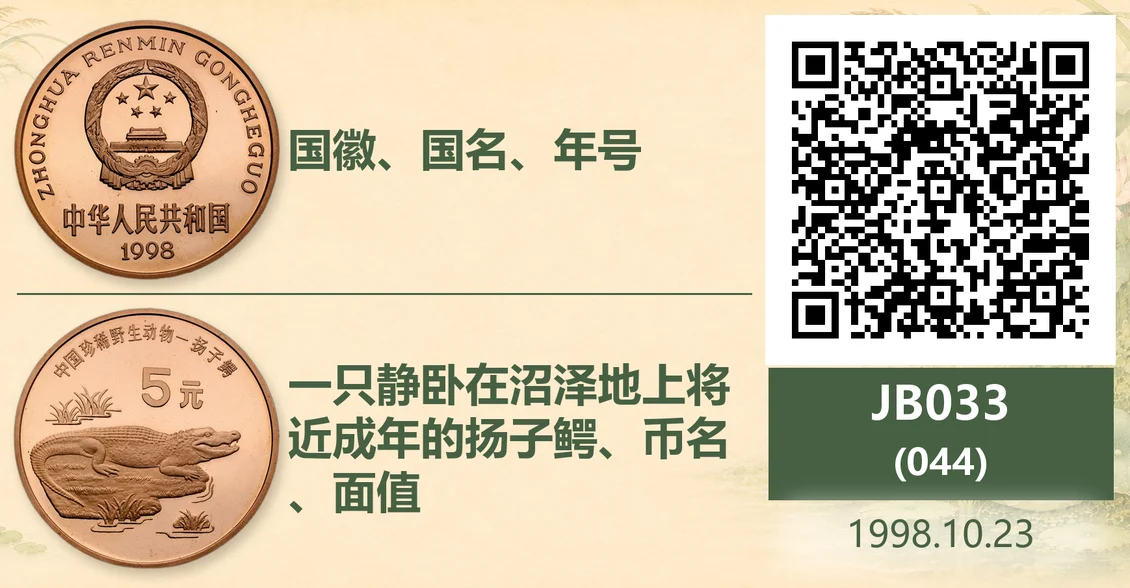 ZHONGHUA RENMIN GONGHEGUO
中华人民共和国
1998
国徽、国名、年号
中国珍稀野生动物—扬子鳄
5元
一只静卧在沼泽地上将
近成年的扬子鳄、币名
、面值
JB033
(044)
1998.10.23